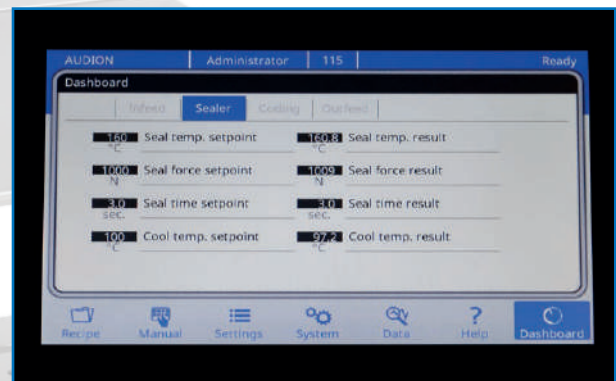 AUDION Administrator 115 Ready
Dashboard
Infeed Sealer Coding Outfeed
160 °C Seal temp. setpoint 160.8 °C Seal temp. result
1000 N Seal force setpoint 1009 N Seal force result
3.0 sec. Seal time setpoint 3.0 sec. Seal time result
100 °C Cool temp. setpoint 97.2 °C Cool temp. result
Recipe Manual Settings System Data Help Dashboard